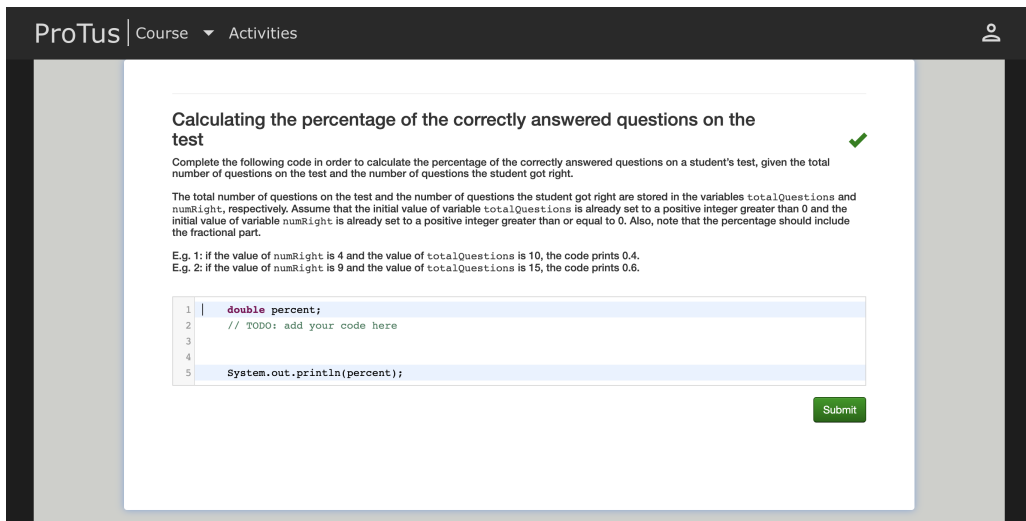 ProTus Course Activities
Calculating the percentage of the correctly answered questions on the
test
Complete the following code in order to calculate the percentage of the correctly answered questions on a student's test, given the total
number of questions on the test and the number of questions the student got right.
The total number of questions on the test and the number of questions the student got right are stored in the variables totalQuestions and
numRight, respectively. Assume that the initial value of variable totalQuestions is already set to a positive integer greater than 0 and the
initial value of variable numRight is already set to a positive integer greater than or equal to 0. Also, note that the percentage should include
the fractional part.
E.g. 1: if the value of numRight is 4 and the value of totalQuestions is 10, the code prints 0.4.
E.g. 2: if the value of numRight is 9 and the value of totalQuestions is 15, the code prints 0.6.
1 double percent;
2 // TODO: add your code here
3
4
5 System.out.println(percent);
Submit